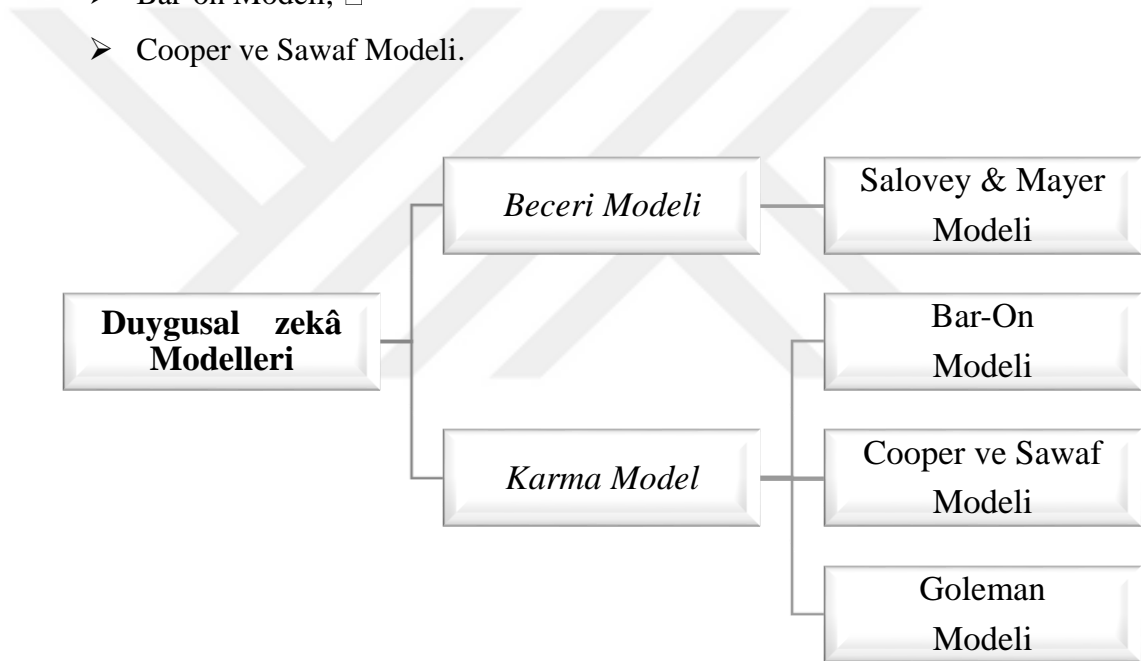 ➢ Bar-on Modeli; □
➢ Cooper ve Sawaf Modeli.
Duygusal zekâ
Modelleri
Beceri Modeli
Salovey & Mayer
Modeli
Karma Model
Bar-On
Modeli
Cooper ve Sawaf
Modeli
Goleman
Modeli